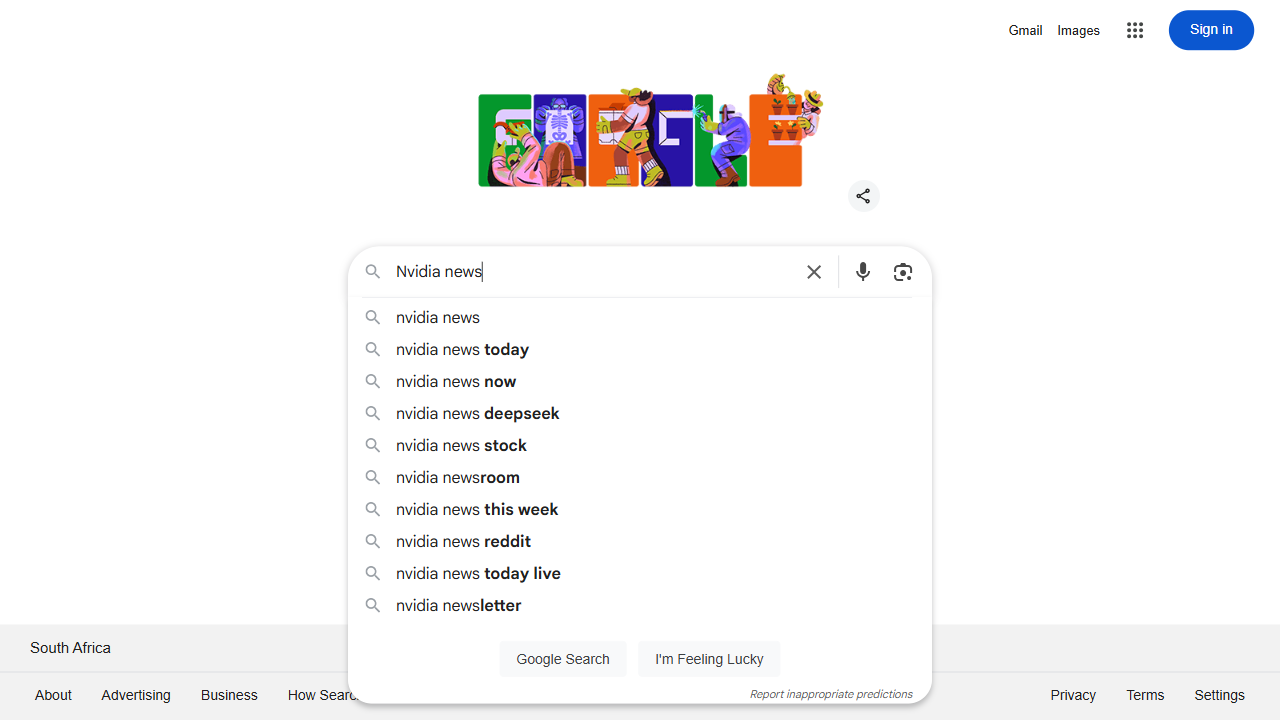 Gmail Images Sign in
Nvidia news
nvidia news
nvidia news today
nvidia news now
nvidia news deepseek
nvidia news stock
nvidia newsroom
nvidia news this week
nvidia news reddit
nvidia news today live
nvidia newsletter
Google Search I'm Feeling Lucky
Report inappropriate predictions
South Africa
About Advertising Business How Searc Privacy Terms Settings